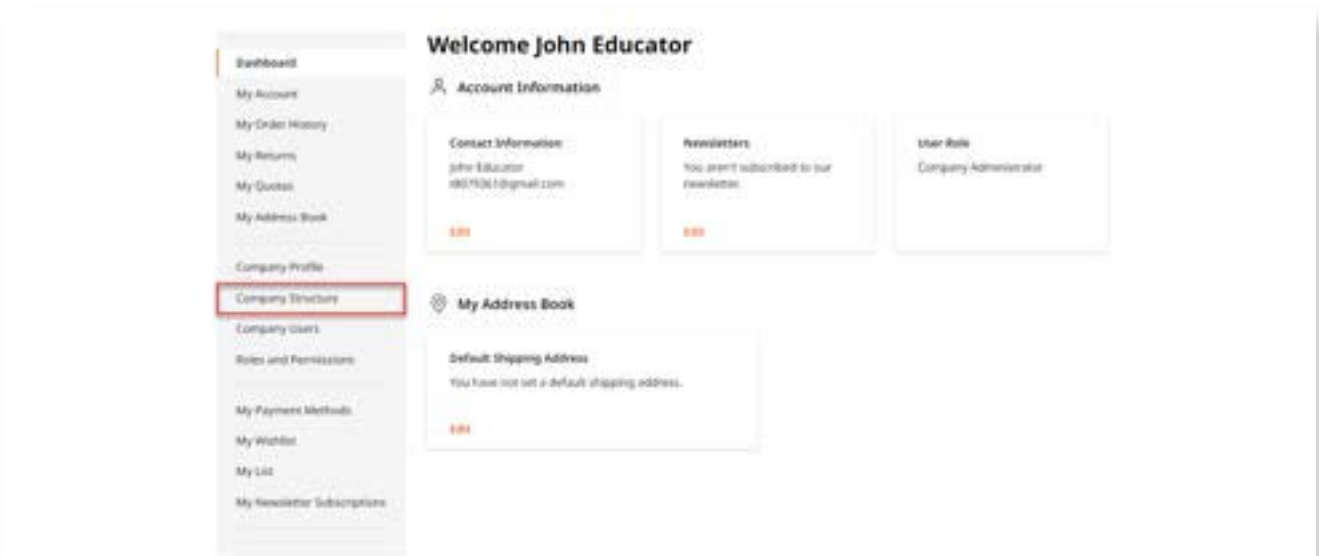 Dashboard
My Account
My Order History
My Returns
My Quotes
My Address Book
Company Profile
Company Structure
Company Users
Roles and Permissions
My Payment Methods
My Wishlist
My List
My Newsletter Subscriptions
Welcome John Educator
Account Information
Contact Information
John Educator
Edit
Newsletters
You aren't subscribed to our
newsletter.
Edit
User Role
Company Administrator
My Address Book
Default Shipping Address
You have not set a default shipping address.
Edit